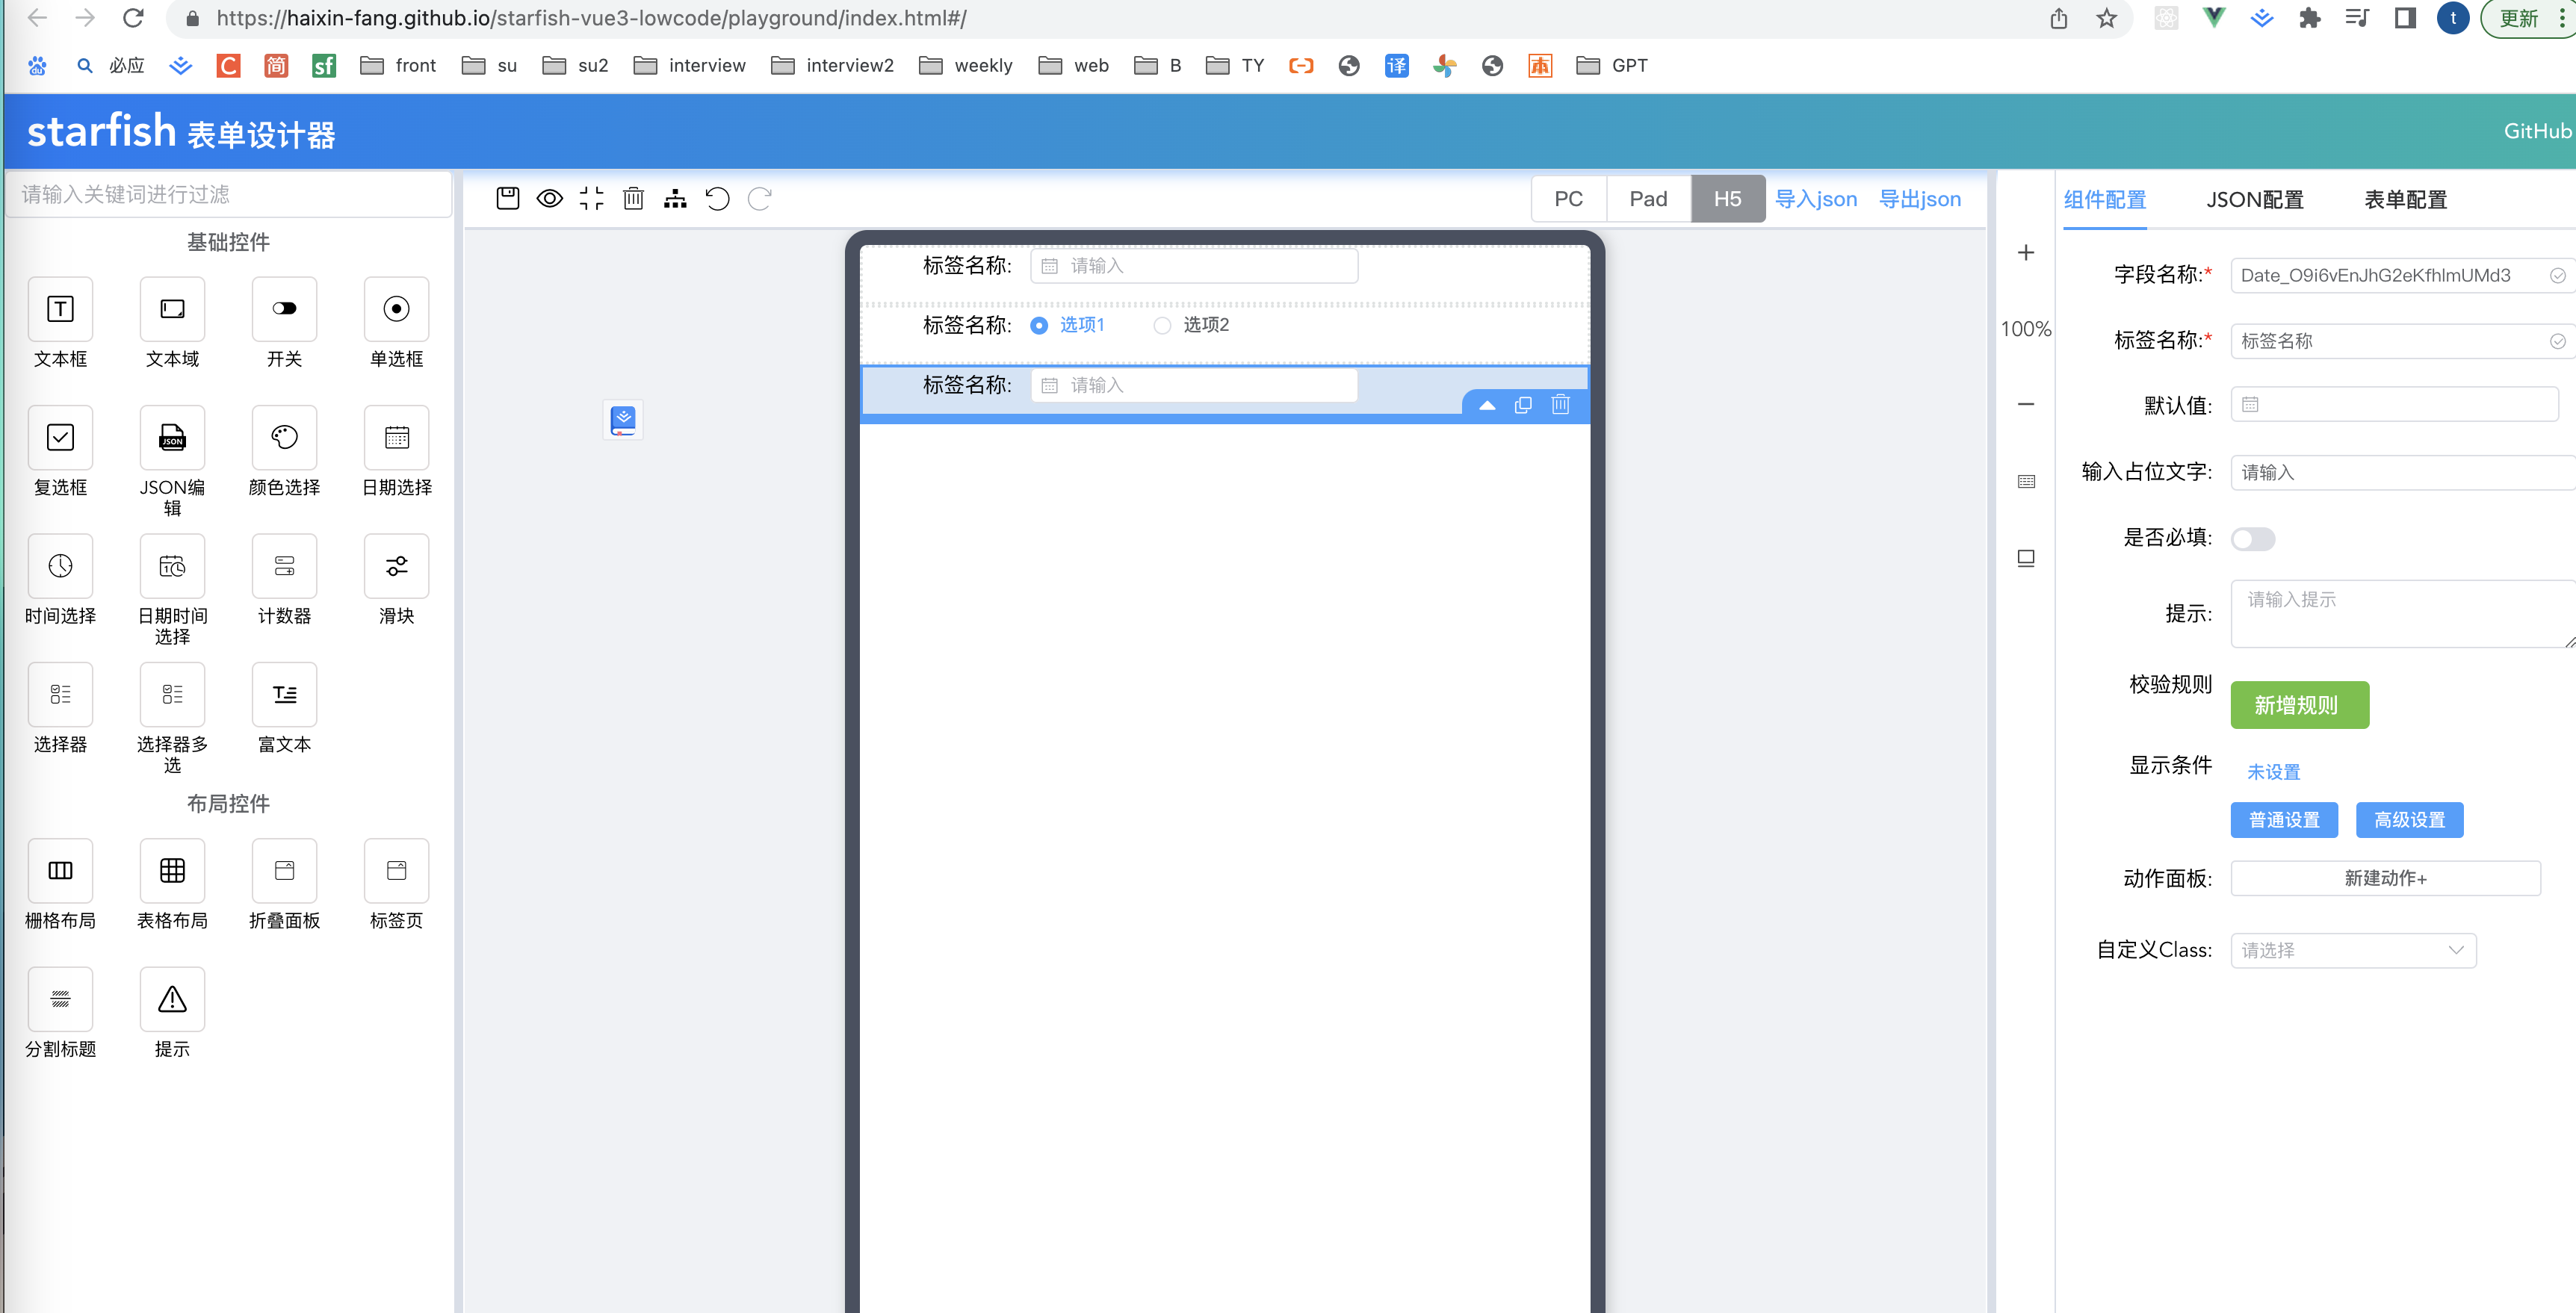 https://haixin-fang.github.io/starfish-vue3-lowcode/playground/index.html#/
t
更新
du
必应
C
简
sf
front
su
su2
interview
interview2
weekly
web
B
TY
译
本
GPT
starfish 表单设计器
GitHub
请输入关键词进行过滤
PC
Pad
H5
导入json
导出json
基础控件
T
文本框
文本域
开关
单选框
复选框
JSON
JSON编
辑
颜色选择
日期选择
时间选择
1
日期时间
选择
计数器
滑块
选择器
选择器多
选
T
富文本
布局控件
栅格布局
表格布局
折叠面板
标签页
分割标题
提示
标签名称:
请输入
标签名称:
选项1
选项2
标签名称:
请输入
100%
组件配置
JSON配置
表单配置
字段名称:*
Date_O9i6vEnJhG2eKfhlmUMd3
标签名称:*
标签名称
默认值:
输入占位文字:
请输入
是否必填:
提示:
请输入提示
校验规则
新增规则
显示条件
未设置
普通设置
高级设置
动作面板:
新建动作+
自定义Class:
请选择